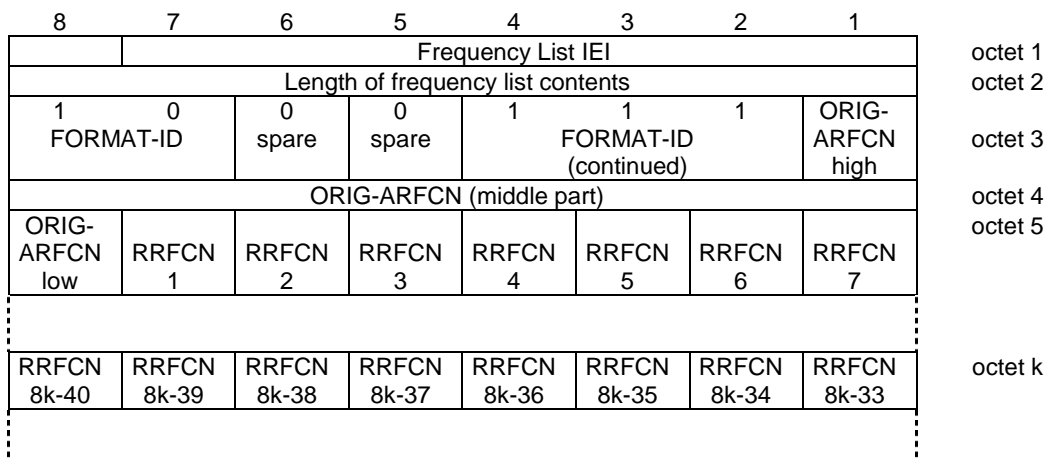 8 7 6 5 4 3 2 1
Frequency List IEI octet 1
Length of frequency list contents octet 2
1 0 0 0 1 1 1 ORIG-
FORMAT-ID spare spare FORMAT-ID ARFCN octet 3
(continued) high
ORIG-ARFCN (middle part) octet 4
ORIG- octet 5
ARFCN RRFCN RRFCN RRFCN RRFCN RRFCN RRFCN RRFCN
low 1 2 3 4 5 6 7
RRFCN RRFCN RRFCN RRFCN RRFCN RRFCN RRFCN RRFCN octet k
8k-40 8k-39 8k-38 8k-37 8k-36 8k-35 8k-34 8k-33